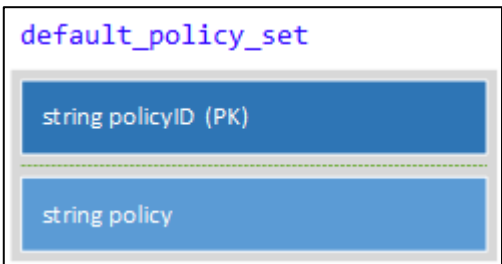 default_policy_set
string policyID (PK)
string policy